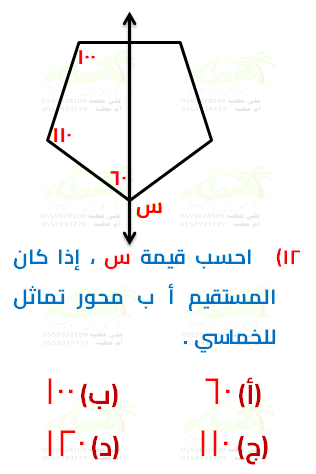 ١٠٠
١١٠
٦٠
س
١٢) احسب قيمة س ، إذا كان
المستقيم أ ب محور تماثل
للخماسي .
(أ) ٦٠ (ب) ١٠٠
(ج) ١١٠ (د) ١٢٠